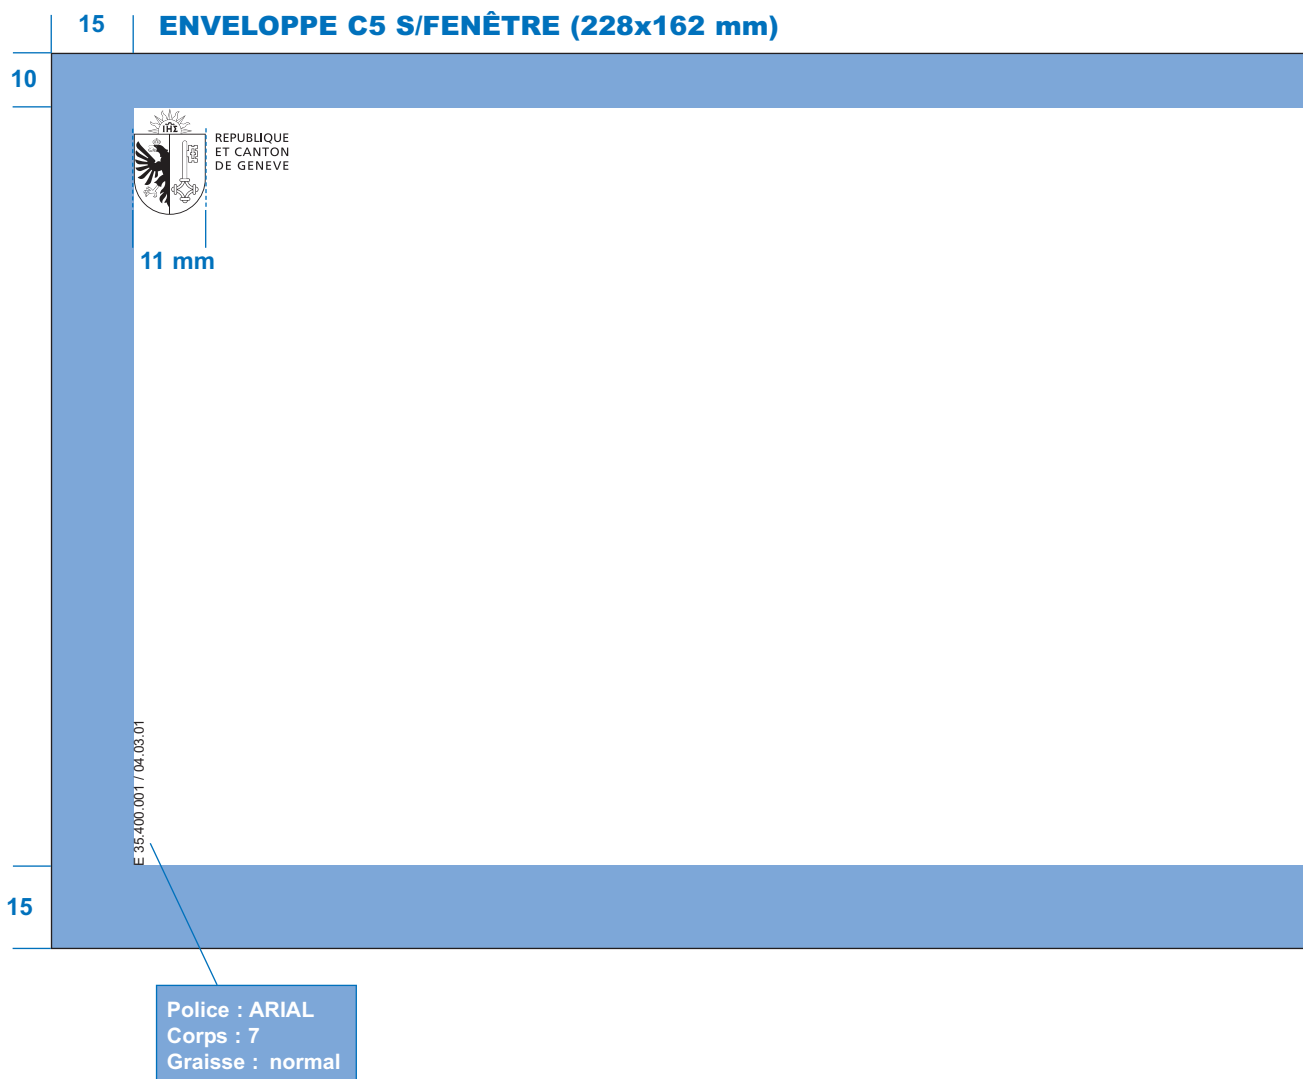 15
ENVELOPPE C5 S/FENÊTRE (228x162 mm)
10
IHS
REPUBLIQUE
ET CANTON
DE GENEVE
11 mm
E 35.400.001 / 04.03.01
15
Police : ARIAL
Corps : 7
Graisse : normal